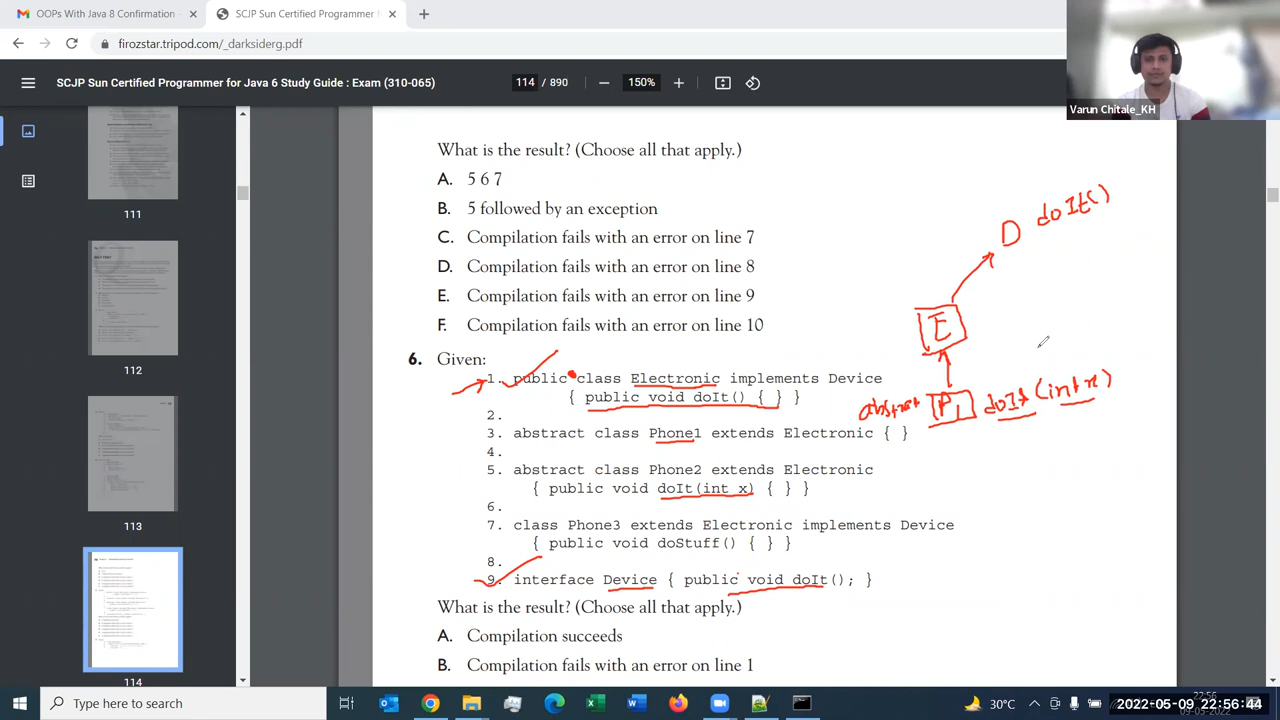 OOPs With Java 8 Confirmation
SCJP Sun Certified Programmer f
firozstar.tripod.com/_darksiderg.pdf
Varun Chitale_KH
SCJP Sun Certified Programmer for Java 6 Study Guide : Exam (310-065)
114 / 890
150%
111
112
113
114
What is the result? (Choose all that apply.)
A. 5 6 7
B. 5 followed by an exception
C. Compilation fails with an error on line 7
D. Compilation fails with an error on line 8
E. Compilation fails with an error on line 9
F. Compilation fails with an error on line 10
6. Given:
1. public class Electronic implements Device
{ public void doIt() { } }
2.
3. abstract class Phone1 extends Electronic { }
4.
5. abstract class Phone2 extends Electronic
public void doIt(int x) { } }
6.
7. class Phone3 extends Electronic implements Device
{ public void doStuff() { } }
8.
9. interface Device { public void doIt(); }
What is the result? (Choose all that apply.)
A. Compilation succeeds
B. Compilation fails with an error on line 1
D doIt()
E
abstract P1 doIt(int x)
Type here to search
30°C
22:56
09-05-2022
2022-05-09 22:56:44